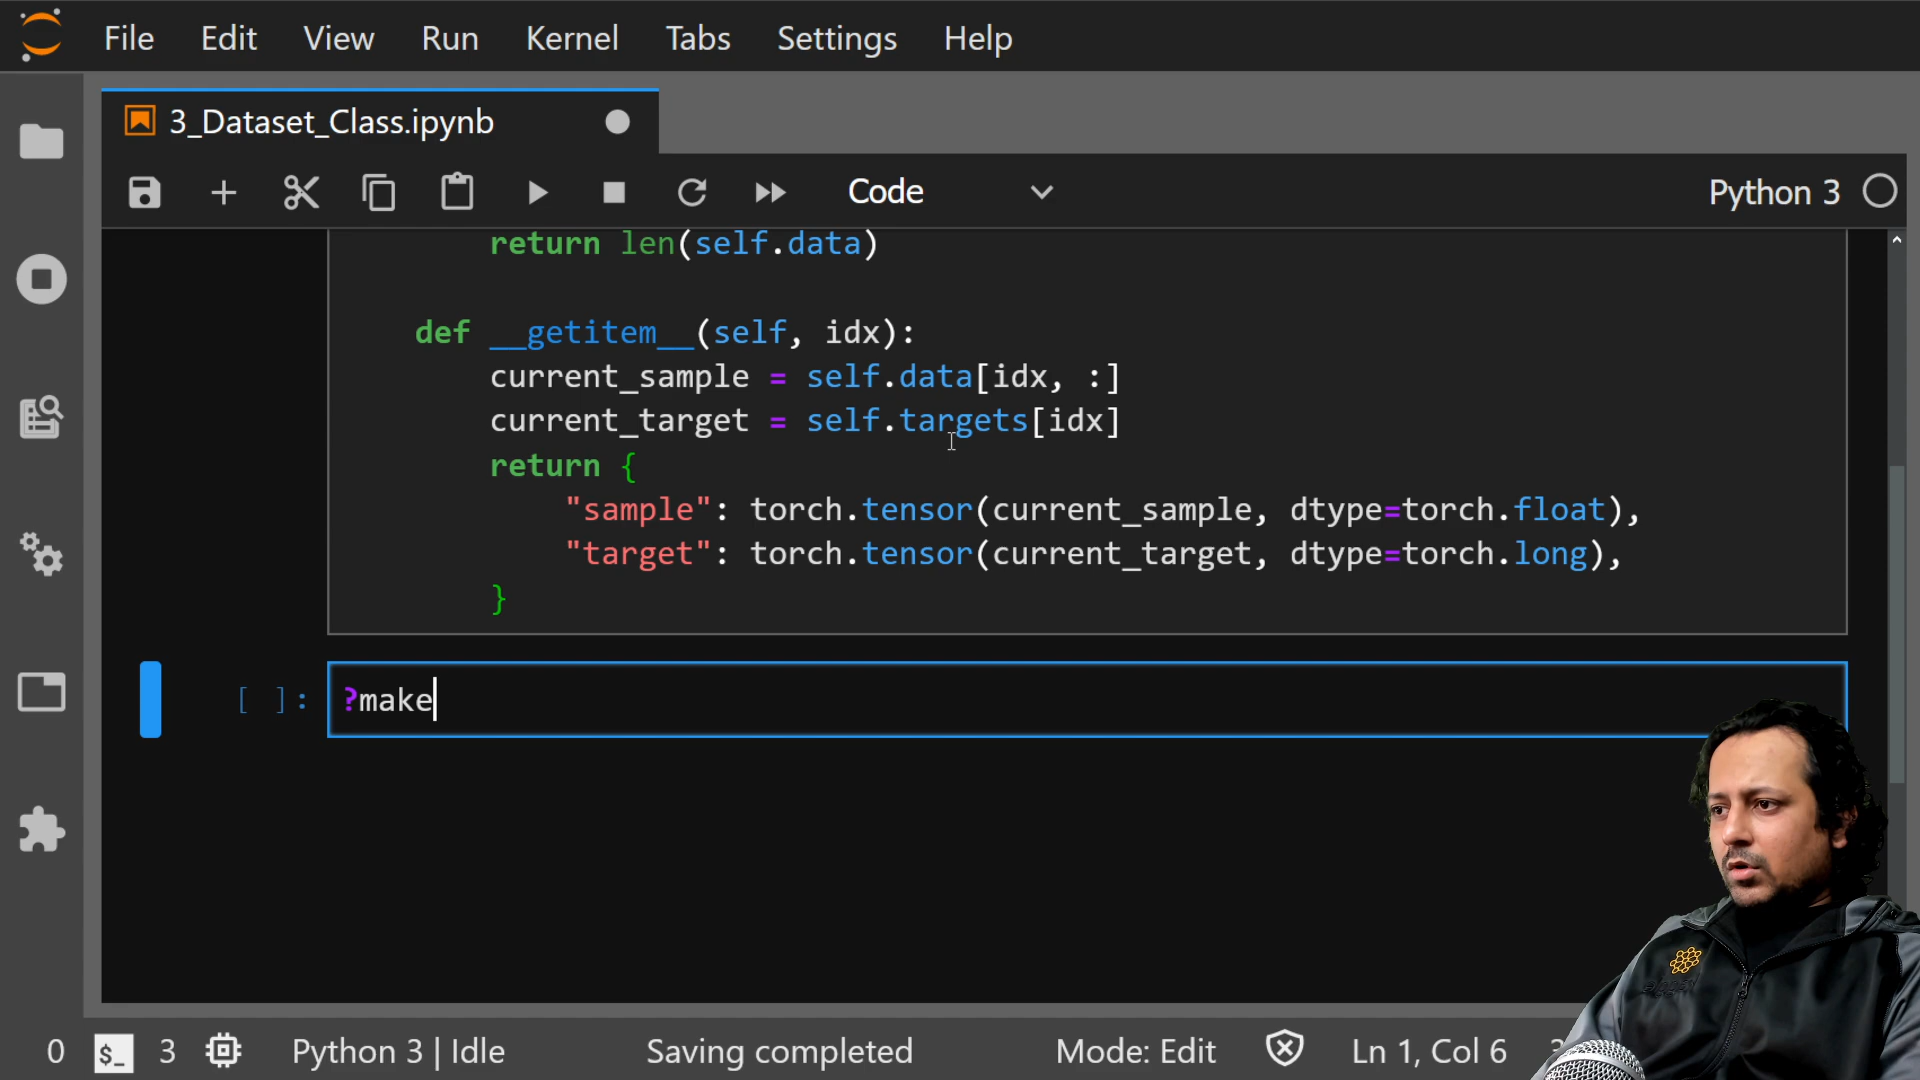 File Edit View Run Kernel Tabs Settings Help
3_Dataset_Class.ipynb
Code Python 3
return len(self.data)
def __getitem__(self, idx):
current_sample = self.data[idx, :]
current_target = self.targets[idx]
return {
"sample": torch.tensor(current_sample, dtype=torch.float),
"target": torch.tensor(current_target, dtype=torch.long),
}
[ ]: ?make
0 $_ 3 Python 3 | Idle Saving completed Mode: Edit Ln 1, Col 6